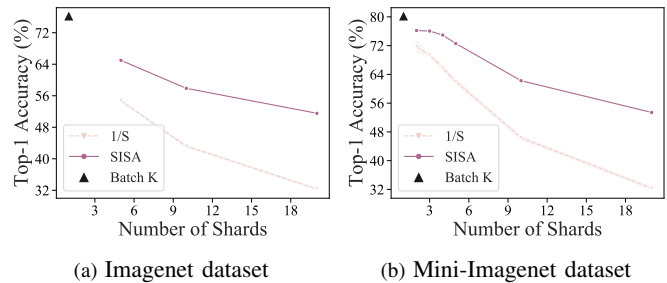 Top-1 Accuracy (%)
72
64
56
48
40
32
1/S
SISA
Batch K
3 6 9 12 15 18
Number of Shards
(a) Imagenet dataset
Top-1 Accuracy (%)
80
72
64
56
48
40
32
1/S
SISA
Batch K
3 6 9 12 15 18
Number of Shards
(b) Mini-Imagenet dataset